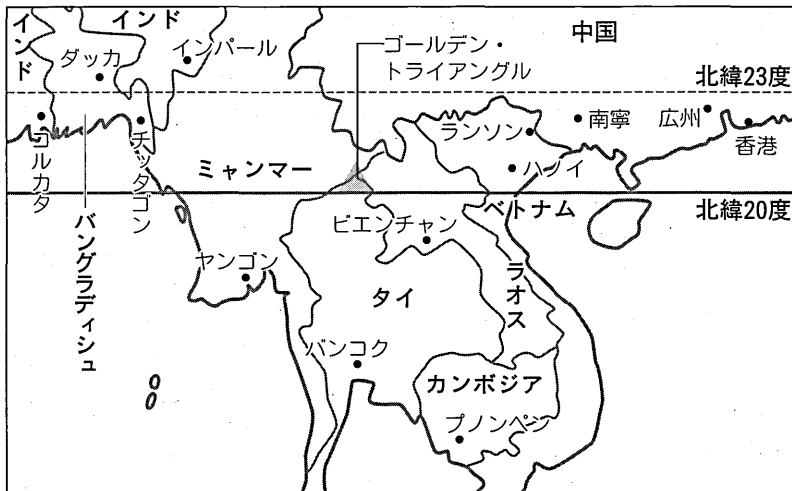 インド
インド
ダッカ
インパール
ゴールデン・
トライアングル
中国
北緯23度
コルカタ
チッタゴン
ランソン
南寧
広州
香港
ハノイ
ミャンマー
ベトナム
北緯20度
バングラディシュ
ビエンチャン
ヤンゴン
タイ
ラオス
バンコク
カンボジア
プノンペン